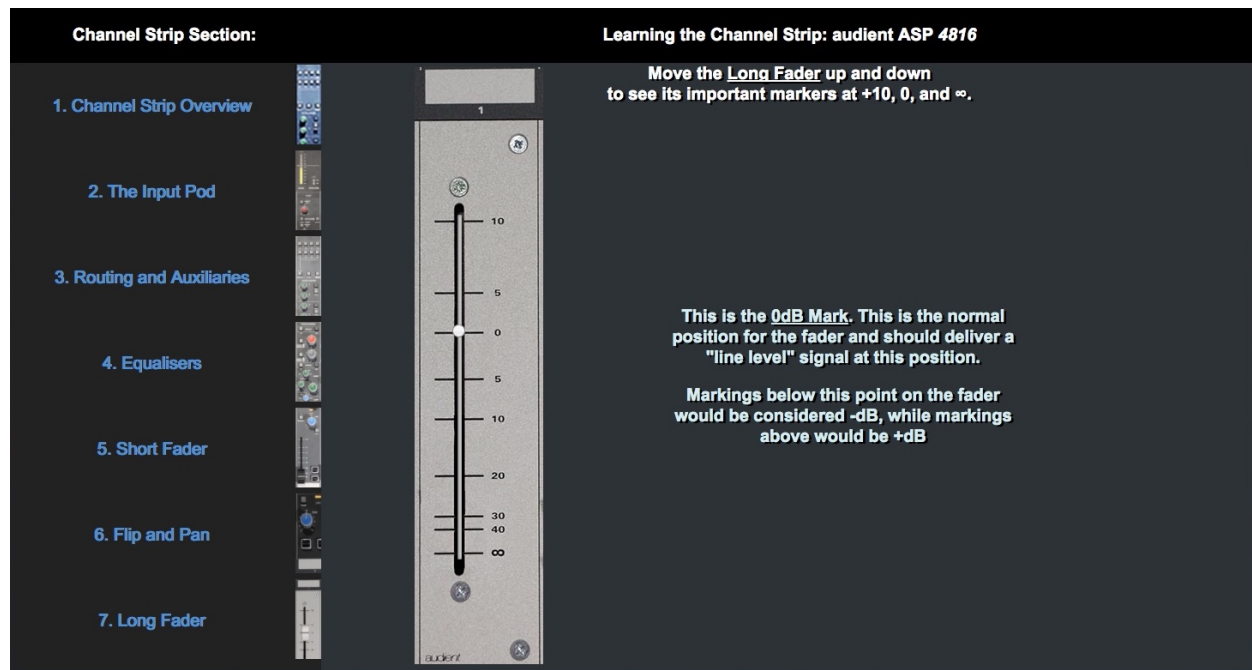 Channel Strip Section:
Learning the Channel Strip: audient ASP 4816
1. Channel Strip Overview
2. The Input Pod
3. Routing and Auxiliaries
4. Equalisers
5. Short Fader
6. Flip and Pan
7. Long Fader
1
10
5
0
5
10
20
30
40
∞
audient
Move the Long Fader up and down
to see its important markers at +10, 0, and ∞.
This is the 0dB Mark. This is the normal
position for the fader and should deliver a
"line level" signal at this position.
Markings below this point on the fader
would be considered -dB, while markings
above would be +dB